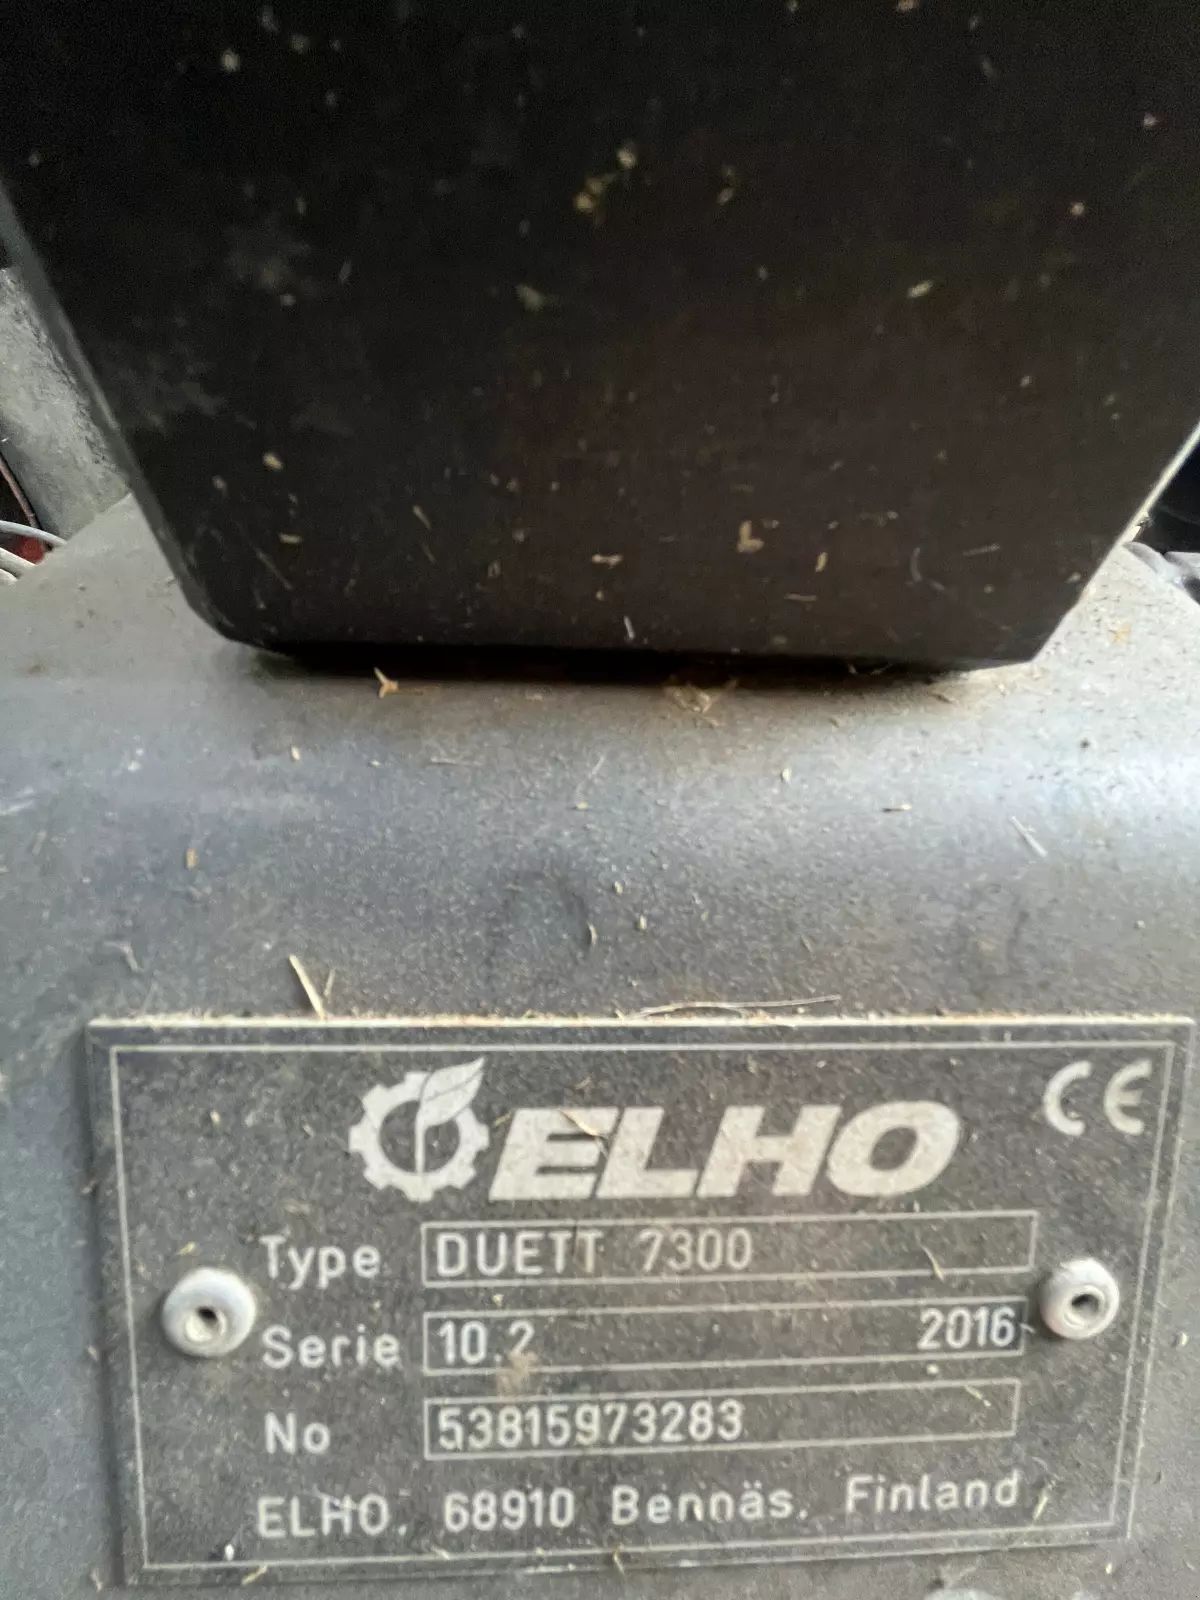 ELHO CE
Type DUETT 7300
Serie 10.2 2016
No 53815973283
ELHO. 68910 Bennäs. Finland